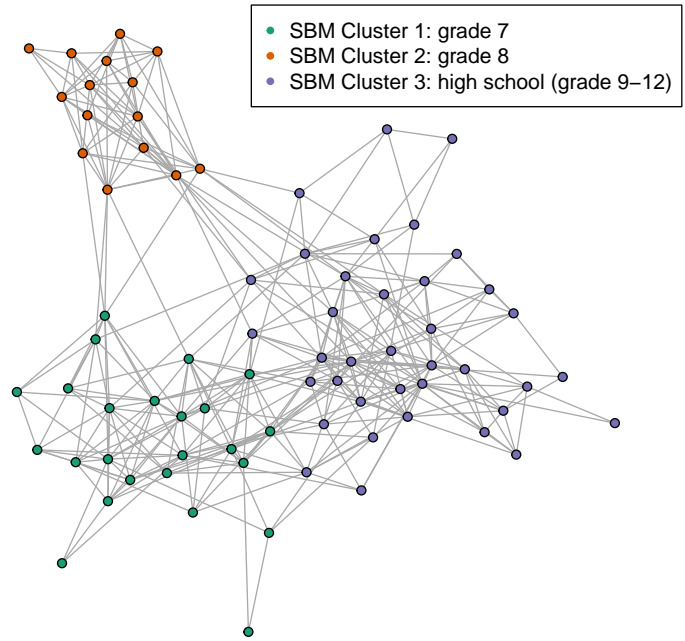 SBM Cluster 1: grade 7
SBM Cluster 2: grade 8
SBM Cluster 3: high school (grade 9−12)